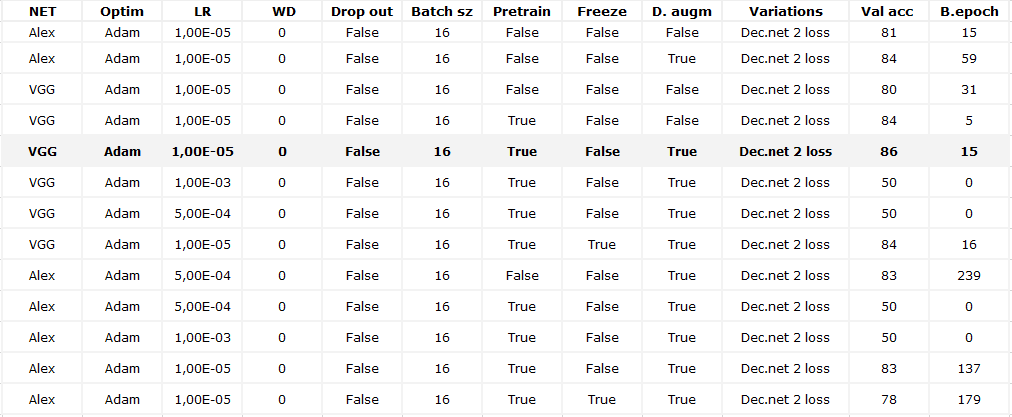 NET Optim LR WD Drop out Batch sz Pretrain Freeze D. augm Variations Val acc B.epoch
Alex Adam 1,00E-05 0 False 16 False False False Dec.net 2 loss 81 15
Alex Adam 1,00E-05 0 False 16 False False True Dec.net 2 loss 84 59
VGG Adam 1,00E-05 0 False 16 False False False Dec.net 2 loss 80 31
VGG Adam 1,00E-05 0 False 16 True False False Dec.net 2 loss 84 5
VGG Adam 1,00E-05 0 False 16 True False True Dec.net 2 loss 86 15
VGG Adam 1,00E-03 0 False 16 True False True Dec.net 2 loss 50 0
VGG Adam 5,00E-04 0 False 16 True False True Dec.net 2 loss 50 0
VGG Adam 1,00E-05 0 False 16 True True True Dec.net 2 loss 84 16
Alex Adam 5,00E-04 0 False 16 False False True Dec.net 2 loss 83 239
Alex Adam 5,00E-04 0 False 16 True False True Dec.net 2 loss 50 0
Alex Adam 1,00E-03 0 False 16 True False True Dec.net 2 loss 50 0
Alex Adam 1,00E-05 0 False 16 True False True Dec.net 2 loss 83 137
Alex Adam 1,00E-05 0 False 16 True True True Dec.net 2 loss 78 179